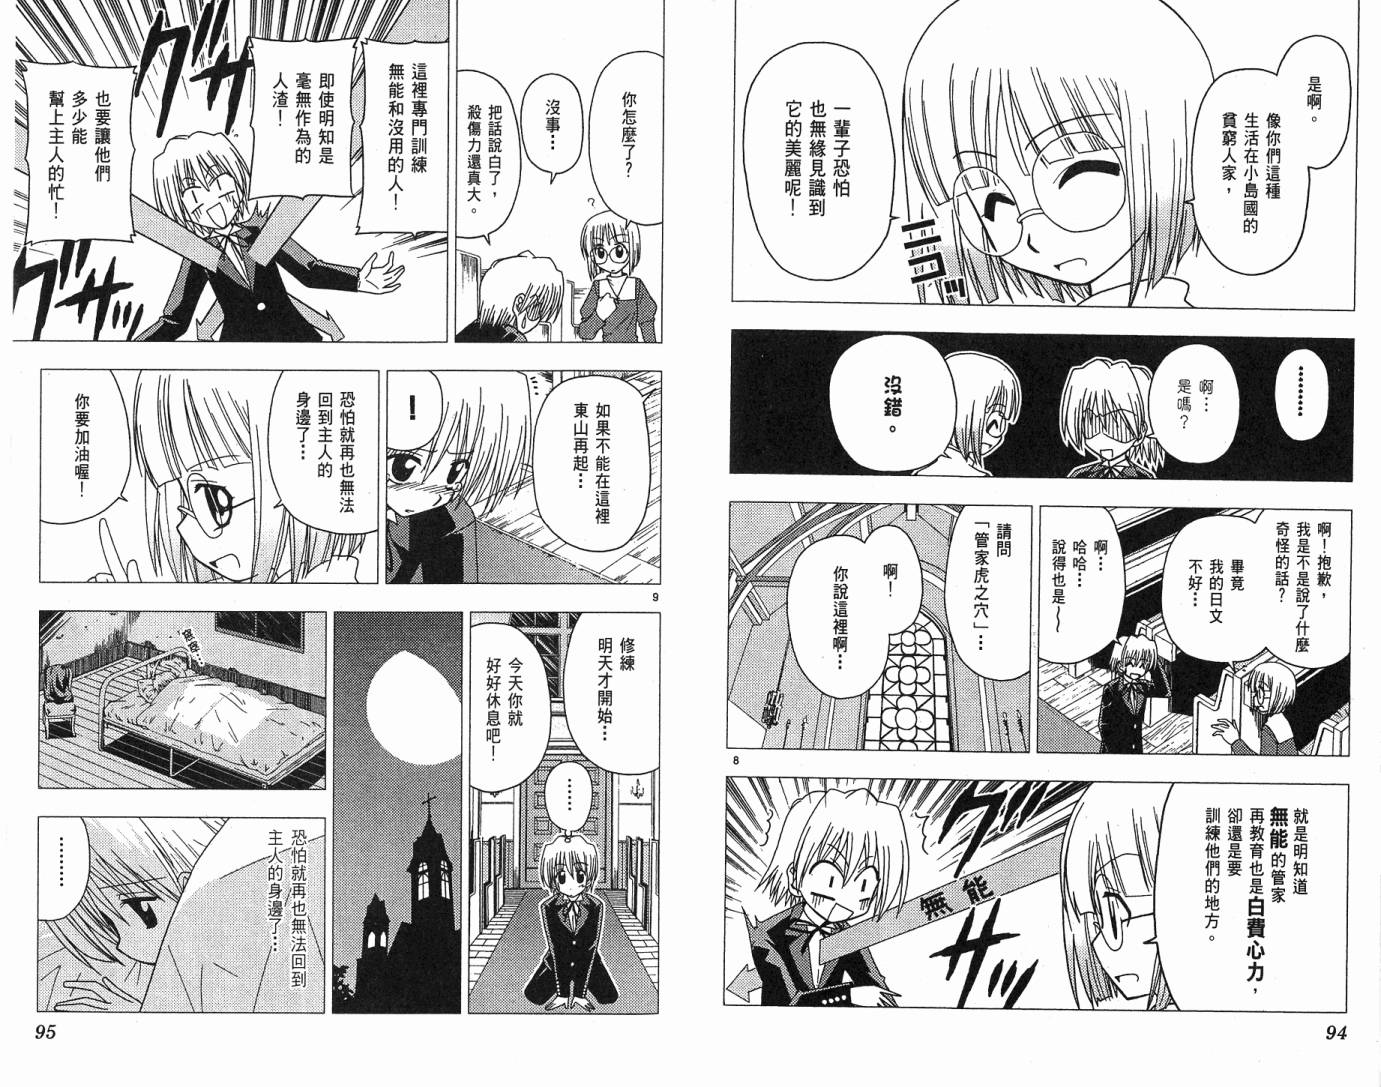 是啊。
像你們這種
生活在小島國的
貧窮人家，
一輩子恐怕
也無緣見識到
它的美麗呢！
ニコッ
………
啊…
是嗎？
沒錯。
啊！抱歉，
我是不是說了什麼
奇怪的話？
畢竟
我的日文
不好…
啊…
哈哈…
說得也是～
請問
「管家虎之穴」…
啊！
你說這裡啊…
8
就是明知道
無能的管家
再教育也是白費心力，
卻還是要
訓練他們的地方。
グサッ
無能
94
你怎麼了？
沒事…
把話說白了，
殺傷力還真大。
?
這裡專門訓練
無能和沒用的人！
即使明知是
毫無作為的
人渣！
也要讓他們
多少能
幫上主人的忙！
グサッ
グサッ
如果不能在這裡
東山再起…
！
恐怕就再也無法
回到主人的
身邊了…
你要加油喔！
9
修練
明天才開始…
今天你就
好好休息吧！
……
恐怕就再也無法回到
主人的身邊了…
………
95